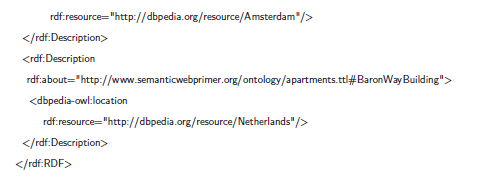 rdf:resource="http://dbpedia.org/resource/Amsterdam"/>
</rdf:Description>
<rdf:Description
rdf:about="http://www.semanticwebprimer.org/ontology/apartments.ttl#BaronWayBuilding">
<dbpedia-owl:location
rdf:resource="http://dbpedia.org/resource/Netherlands"/>
</rdf:Description>
</rdf:RDF>